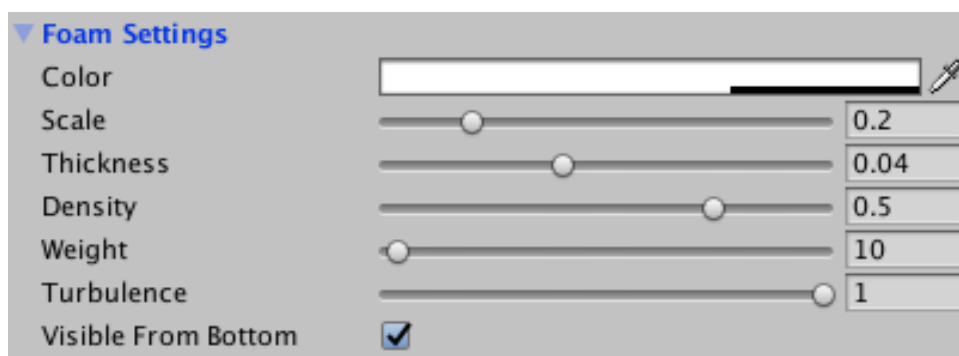 Foam Settings
Color
Scale 0.2
Thickness 0.04
Density 0.5
Weight 10
Turbulence 1
Visible From Bottom